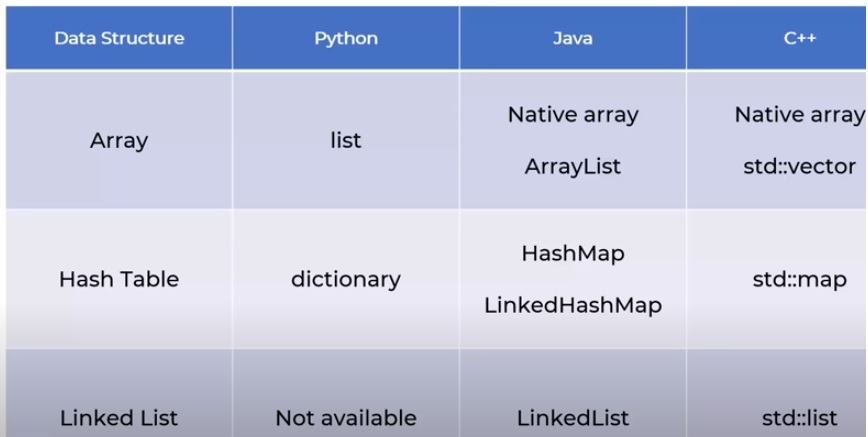 Data Structure Python Java C++
Array list Native array Native array
ArrayList std::vector
Hash Table dictionary HashMap std::map
LinkedHashMap
Linked List Not available LinkedList std::list